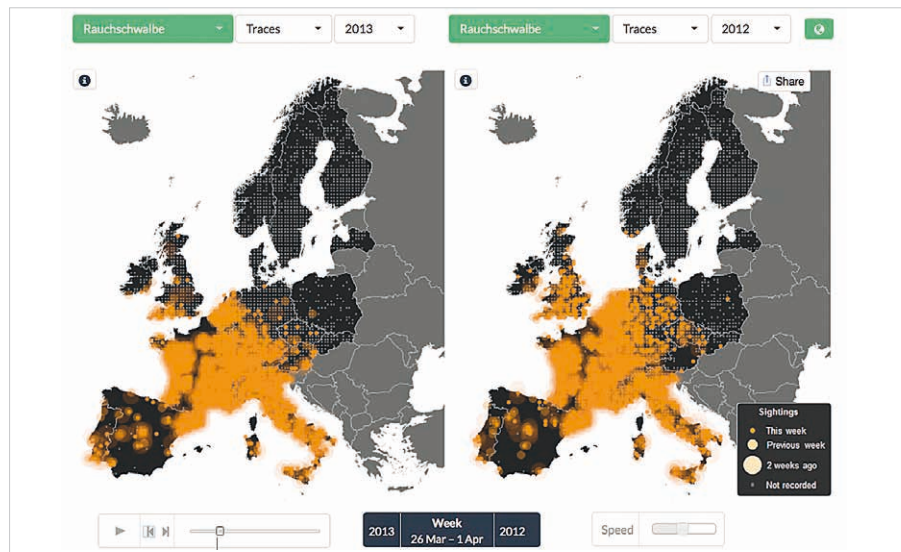 Rauchschwalbe Traces 2013 Rauchschwalbe Traces 2012
Share
Sightings
This week
Previous week
2 weeks ago
Not recorded
2013 Week 2012
26 Mar – 1 Apr
Speed